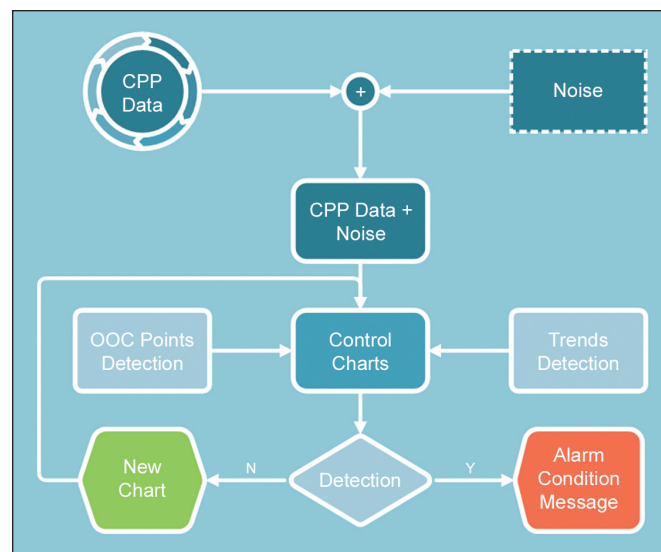 CPP
Data
+
Noise
CPP Data +
Noise
OOC Points
Detection
Control
Charts
Trends
Detection
New
Chart
N
Detection
Y
Alarm
Condition
Message